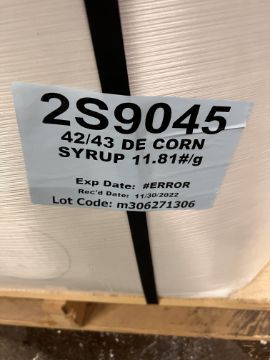 2S9045
42/43 DE CORN
SYRUP 11.81#/g
Exp Date: #ERROR
Rec'd Date: 11/30/2022
Lot Code: m306271306